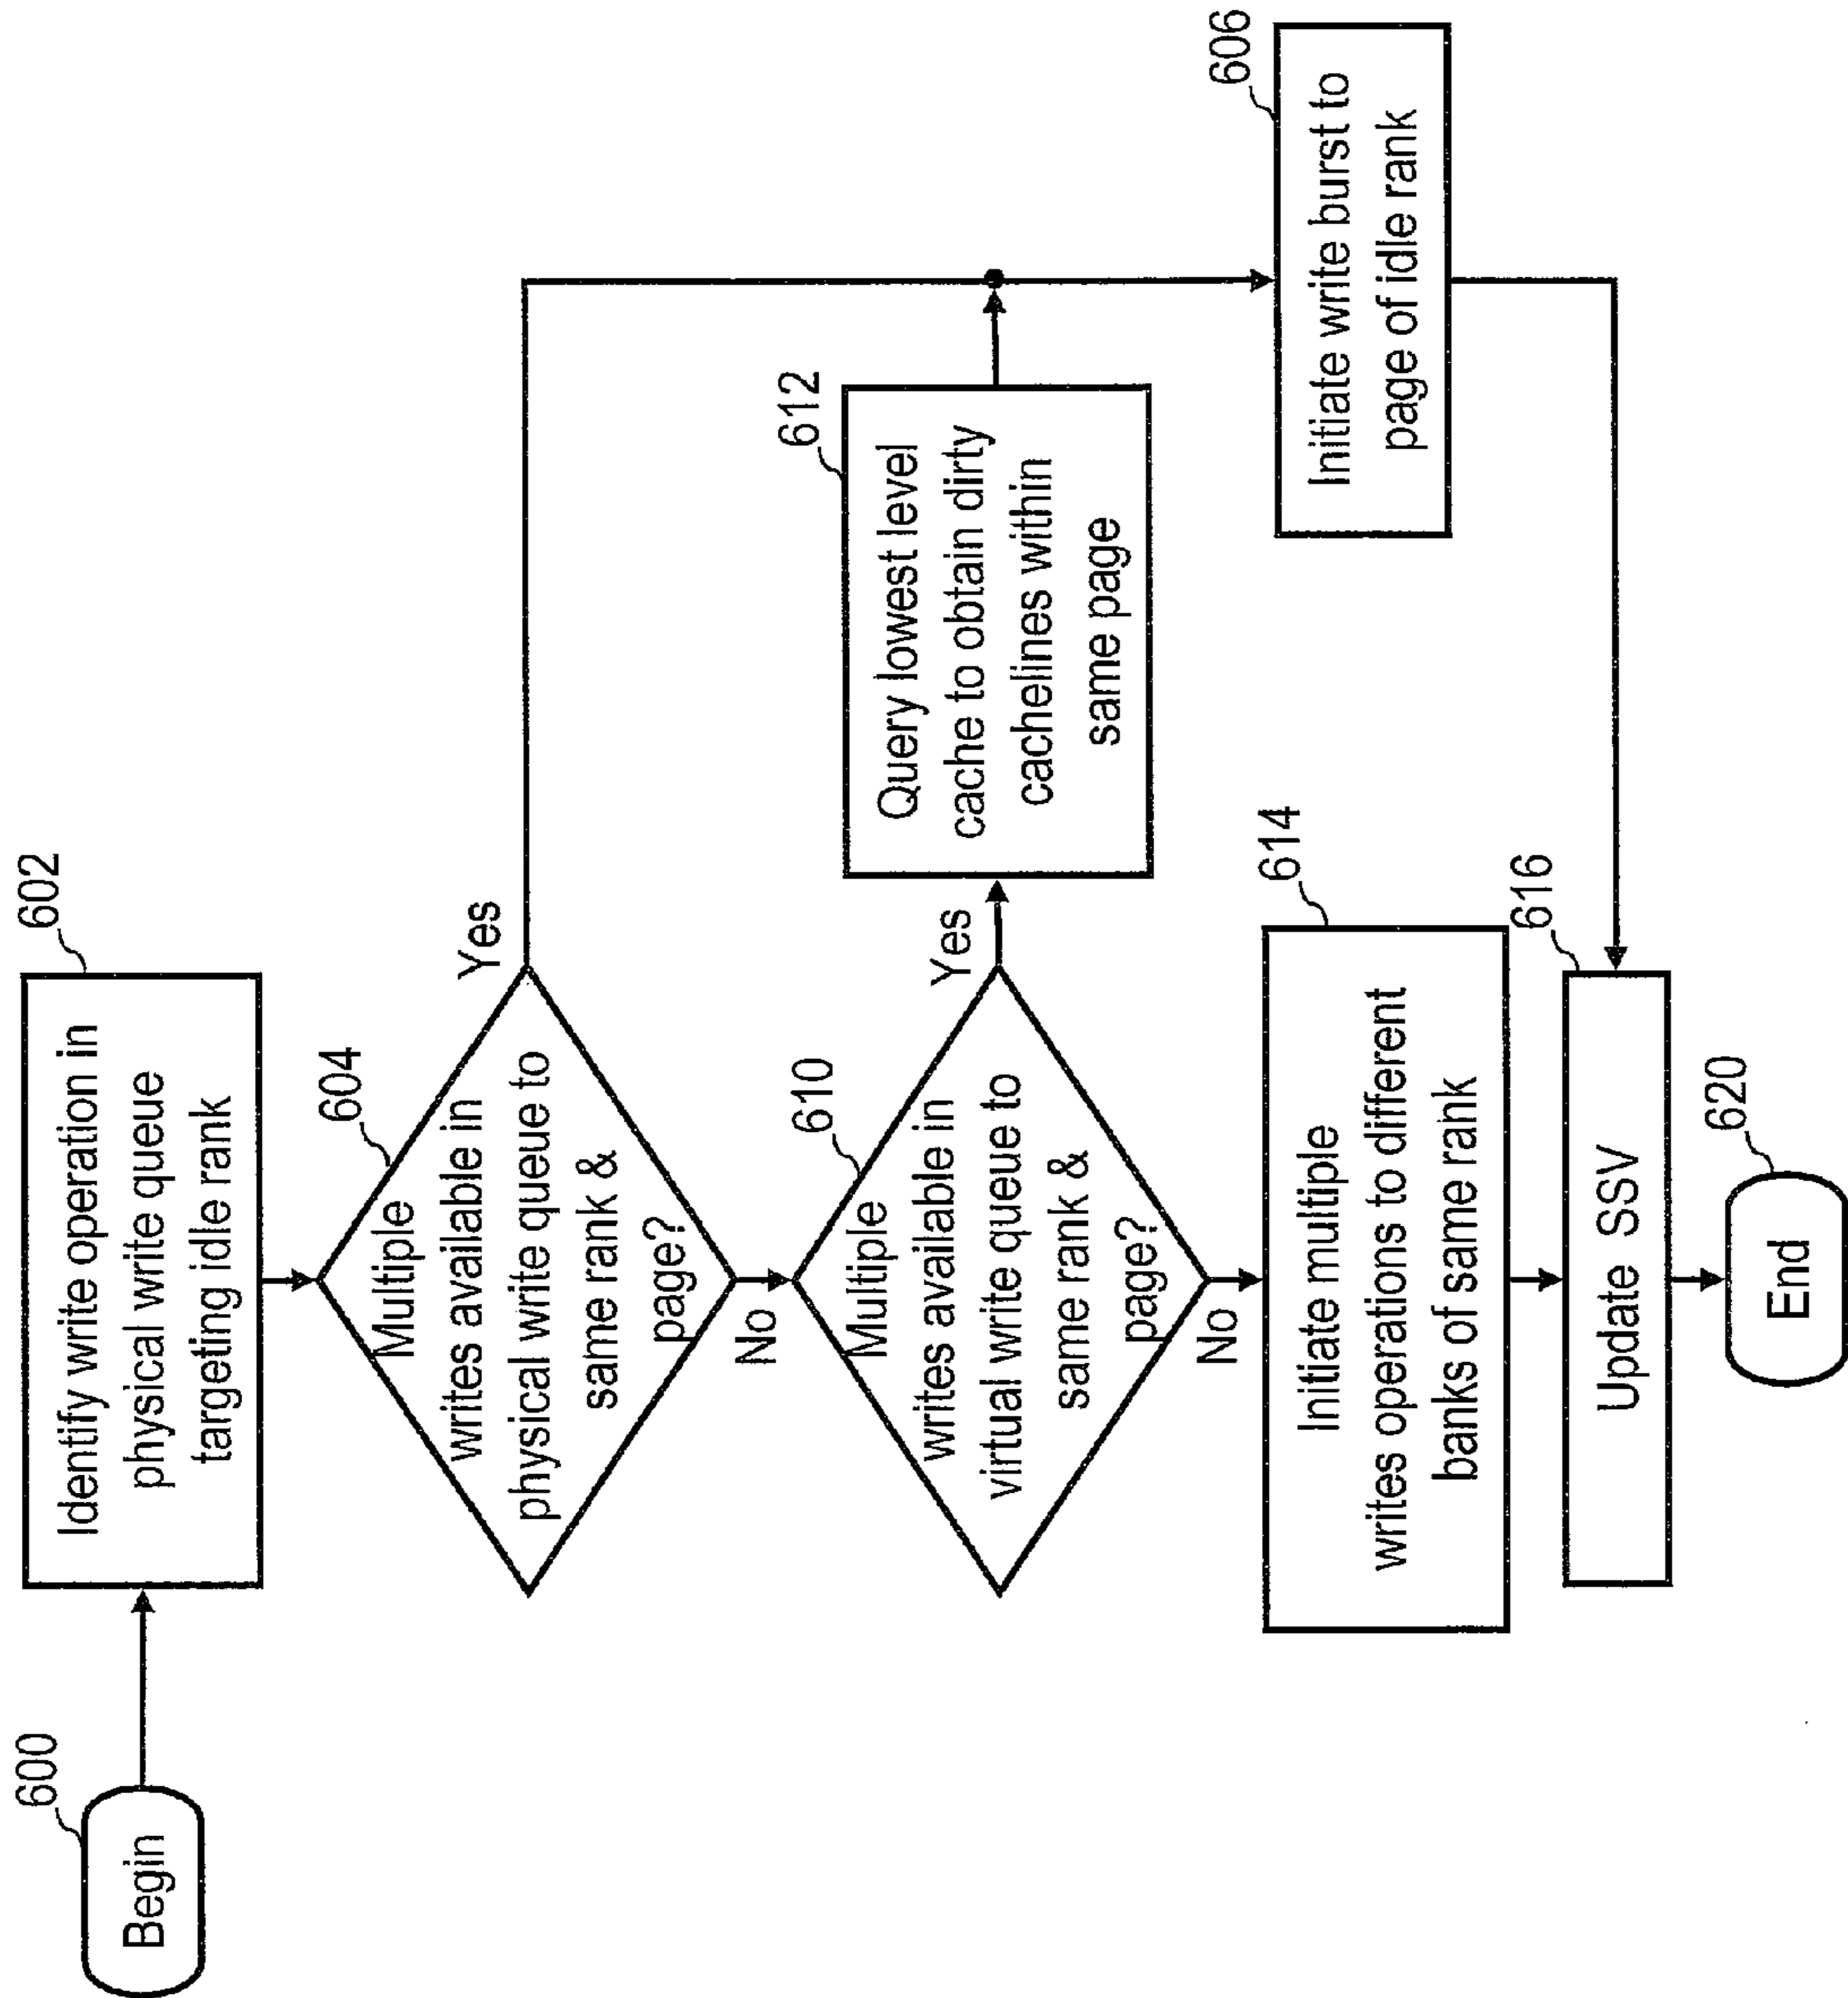 600
Begin
602
Identify write operation in
physical write queue
targeting idle rank
604
Multiple
writes available in
physical write queue to
same rank &
page?
Yes
No
610
Multiple
writes available in
virtual write queue to
same rank &
page?
Yes
No
612
Query lowest level
cache to obtain dirty
cachelines within
same page
606
Initiate write burst to
page of idle rank
614
Initiate multiple
writes operations to different
banks of same rank
616
Update SSV
620
End